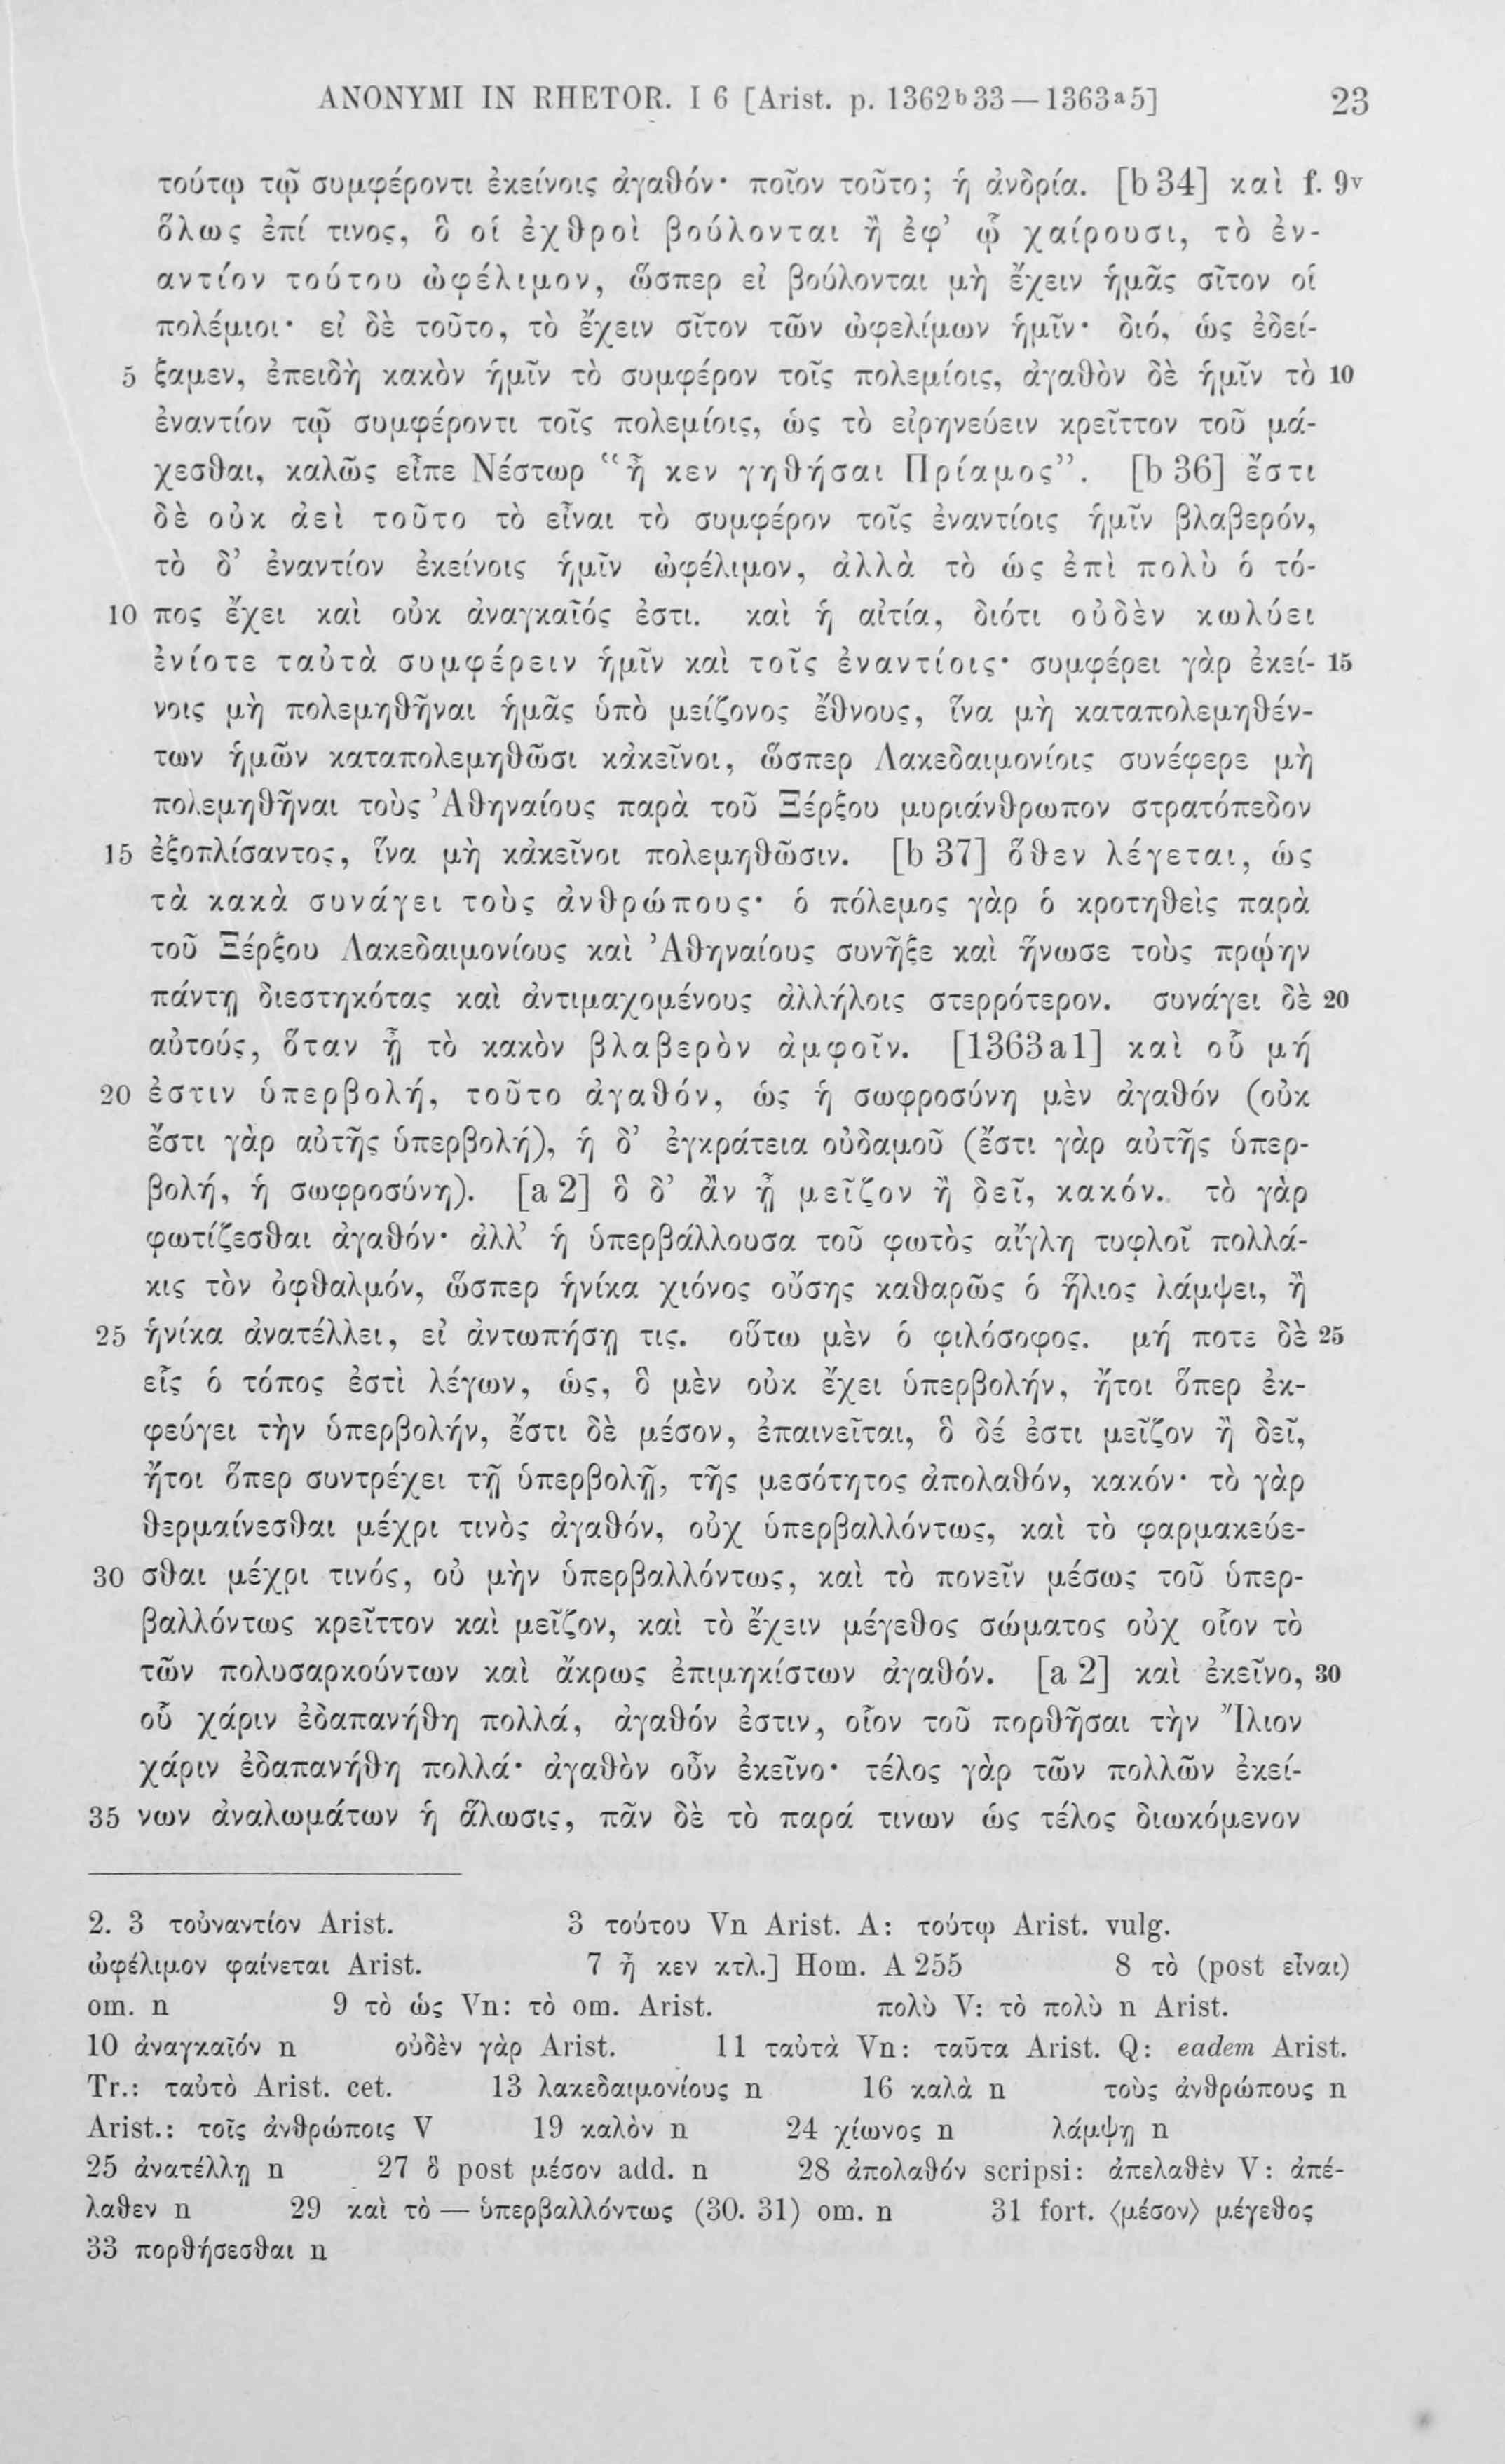 ANONYMI IN RHETOR. I 6 [Arist. p. 1362ᵇ33—1363ᵃ5] 23
τούτῳ τῷ συμφέροντι ἐκείνοις ἀγαθόν· ποῖον τοῦτο; ἡ ἀνδρία. [b 34] καὶ f. 9ᵛ
ὅλως ἐπί τινος, ὃ οἱ ἐχθροὶ βούλονται ἢ ἐφ’ ᾧ χαίρουσι, τὸ ἐν-
αντίον τούτου ὠφέλιμον, ὥσπερ εἰ βούλονται μὴ ἔχειν ἡμᾶς σῖτον οἱ
πολέμιοι· εἰ δὲ τοῦτο, τὸ ἔχειν σῖτον τῶν ὠφελίμων ἡμῖν· διό, ὡς ἐδεί-
5 ξαμεν, ἐπειδὴ κακὸν ἡμῖν τὸ συμφέρον τοῖς πολεμίοις, ἀγαθὸν δὲ ἡμῖν τὸ 10
ἐναντίον τῷ συμφέροντι τοῖς πολεμίοις, ὡς τὸ εἰρηνεύειν κρεῖττον τοῦ μά-
χεσθαι, καλῶς εἶπε Νέστωρ “ἦ κεν γηθήσαι Πρίαμος”. [b 36] ἔστι
δὲ οὐκ ἀεὶ τοῦτο τὸ εἶναι τὸ συμφέρον τοῖς ἐναντίοις ἡμῖν βλαβερόν,
τὸ δ’ ἐναντίον ἐκείνοις ἡμῖν ὠφέλιμον, ἀλλὰ τὸ ὡς ἐπὶ πολὺ ὁ τό-
10 πος ἔχει καὶ οὐκ ἀναγκαῖός ἐστι. καὶ ἡ αἰτία, διότι οὐδὲν κωλύει
ἐνίοτε ταὐτὰ συμφέρειν ἡμῖν καὶ τοῖς ἐναντίοις· συμφέρει γὰρ ἐκεί- 15
νοις μὴ πολεμηθῆναι ἡμᾶς ὑπὸ μείζονος ἔθνους, ἵνα μὴ καταπολεμηθέν-
των ἡμῶν καταπολεμηθῶσι κἀκεῖνοι, ὥσπερ Λακεδαιμονίοις συνέφερε μὴ
πολεμηθῆναι τοὺς Ἀθηναίους παρὰ τοῦ Ξέρξου μυριάνθρωπον στρατόπεδον
15 ἐξοπλίσαντος, ἵνα μὴ κἀκεῖνοι πολεμηθῶσιν. [b 37] ὅθεν λέγεται, ὡς
τὰ κακὰ συνάγει τοὺς ἀνθρώπους· ὁ πόλεμος γὰρ ὁ κροτηθεὶς παρὰ
τοῦ Ξέρξου Λακεδαιμονίους καὶ Ἀθηναίους συνῆξε καὶ ἥνωσε τοὺς πρῴην
πάντῃ διεστηκότας καὶ ἀντιμαχομένους ἀλλήλοις στερρότερον. συνάγει δὲ 20
αὐτούς, ὅταν ᾖ τὸ κακὸν βλαβερὸν ἀμφοῖν. [1363a1] καὶ οὗ μή
20 ἐστιν ὑπερβολή, τοῦτο ἀγαθόν, ὡς ἡ σωφροσύνη μὲν ἀγαθόν (οὐκ
ἔστι γὰρ αὐτῆς ὑπερβολή), ἡ δ’ ἐγκράτεια οὐδαμοῦ (ἔστι γὰρ αὐτῆς ὑπερ-
βολή, ἡ σωφροσύνη). [a 2] ὃ δ’ ἂν ᾖ μεῖζον ἢ δεῖ, κακόν. τὸ γὰρ
φωτίζεσθαι ἀγαθόν· ἀλλ’ ἡ ὑπερβάλλουσα τοῦ φωτὸς αἴγλη τυφλοῖ πολλά-
κις τὸν ὀφθαλμόν, ὥσπερ ἡνίκα χιόνος οὔσης καθαρῶς ὁ ἥλιος λάμψει, ἢ
25 ἡνίκα ἀνατέλλει, εἰ ἀντωπήσῃ τις. οὕτω μὲν ὁ φιλόσοφος. μή ποτε δὲ 25
εἷς ὁ τόπος ἐστὶ λέγων, ὡς, ὃ μὲν οὐκ ἔχει ὑπερβολήν, ἤτοι ὅπερ ἐκ-
φεύγει τὴν ὑπερβολήν, ἔστι δὲ μέσον, ἐπαινεῖται, ὃ δέ ἐστι μεῖζον ἢ δεῖ,
ἤτοι ὅπερ συντρέχει τῇ ὑπερβολῇ, τῆς μεσότητος ἀπολαθόν, κακόν· τὸ γὰρ
θερμαίνεσθαι μέχρι τινὸς ἀγαθόν, οὐχ ὑπερβαλλόντως, καὶ τὸ φαρμακεύε-
30 σθαι μέχρι τινός, οὐ μὴν ὑπερβαλλόντως, καὶ τὸ πονεῖν μέσως τοῦ ὑπερ-
βαλλόντως κρεῖττον καὶ μεῖζον, καὶ τὸ ἔχειν μέγεθος σώματος οὐχ οἷον τὸ
τῶν πολυσαρκούντων καὶ ἄκρως ἐπιμηκίστων ἀγαθόν. [a 2] καὶ ἐκεῖνο, 30
οὗ χάριν ἐδαπανήθη πολλά, ἀγαθόν ἐστιν, οἷον τοῦ πορθῆσαι τὴν Ἴλιον
χάριν ἐδαπανήθη πολλά· ἀγαθὸν οὖν ἐκεῖνο· τέλος γὰρ τῶν πολλῶν ἐκεί-
35 νων ἀναλωμάτων ἡ ἅλωσις, πᾶν δὲ τὸ παρά τινων ὡς τέλος διωκόμενον
2. 3 τοὐναντίον Arist. 3 τούτου Vn Arist. A: τούτῳ Arist. vulg.
ὠφέλιμον φαίνεται Arist. 7 ἦ κεν κτλ.] Hom. A 255 8 τὸ (post εἶναι)
om. n 9 τὸ ὡς Vn: τὸ om. Arist. πολὺ V: τὸ πολὺ n Arist.
10 ἀναγκαῖόν n οὐδὲν γὰρ Arist. 11 ταὐτὰ Vn: ταῦτα Arist. Q: eadem Arist.
Tr.: ταὐτὸ Arist. cet. 13 λακεδαιμονίους n 16 καλὰ n τοὺς ἀνθρώπους n
Arist.: τοῖς ἀνθρώποις V 19 καλὸν n 24 χίωνος n λάμψῃ n
25 ἀνατέλλῃ n 27 ὃ post μέσον add. n 28 ἀπολαθόν scripsi: ἀπελαθὲν V: ἀπέ-
λαθεν n 29 καὶ τὸ — ὑπερβαλλόντως (30. 31) om. n 31 fort. ⟨μέσον⟩ μέγεθος
33 πορθήσεσθαι n